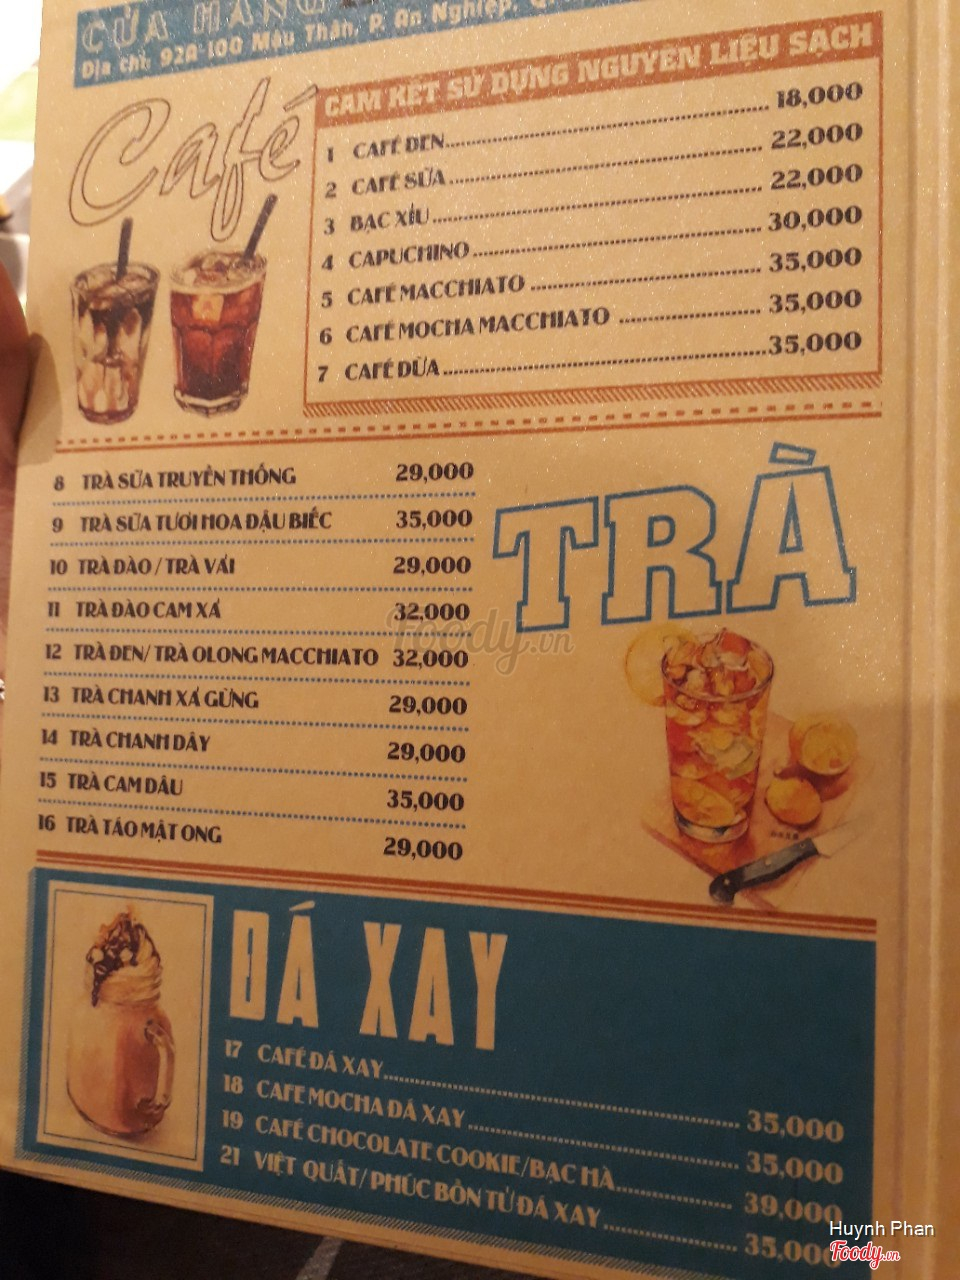 CỬA HÀNG
Địa chỉ: 92A-100 Mậu Thân, P. An Nghiệp, Q.
Café
CAM KẾT SỬ DỤNG NGUYÊN LIỆU SẠCH
1 CAFÉ ĐEN 18,000
2 CAFÉ SỮA 22,000
3 BẠC XỈU 22,000
4 CAPUCHINO 30,000
5 CAFÉ MACCHIATO 35,000
6 CAFÉ MOCHA MACCHIATO 35,000
7 CAFÉ DỪA 35,000
TRÀ
8 TRÀ SỮA TRUYỀN THỐNG 29,000
9 TRÀ SỮA TƯƠI HOA ĐẬU BIẾC 35,000
10 TRÀ ĐÀO / TRÀ VẢI 29,000
11 TRÀ ĐÀO CAM XẢ 32,000
12 TRÀ ĐEN/ TRÀ OLONG MACCHIATO 32,000
13 TRÀ CHANH XẢ GỪNG 29,000
14 TRÀ CHANH DÂY 29,000
15 TRÀ CAM DÂU 35,000
16 TRÀ TÁO MẬT ONG 29,000
Foody.vn
ĐÁ XAY
17 CAFÉ ĐÁ XAY 35,000
18 CAFE MOCHA ĐÁ XAY 35,000
19 CAFÉ CHOCOLATE COOKIE/BẠC HÀ 39,000
21 VIỆT QUẤT/ PHÚC BỒN TỬ ĐÁ XAY 35,000
Huynh Phan
Foody.vn